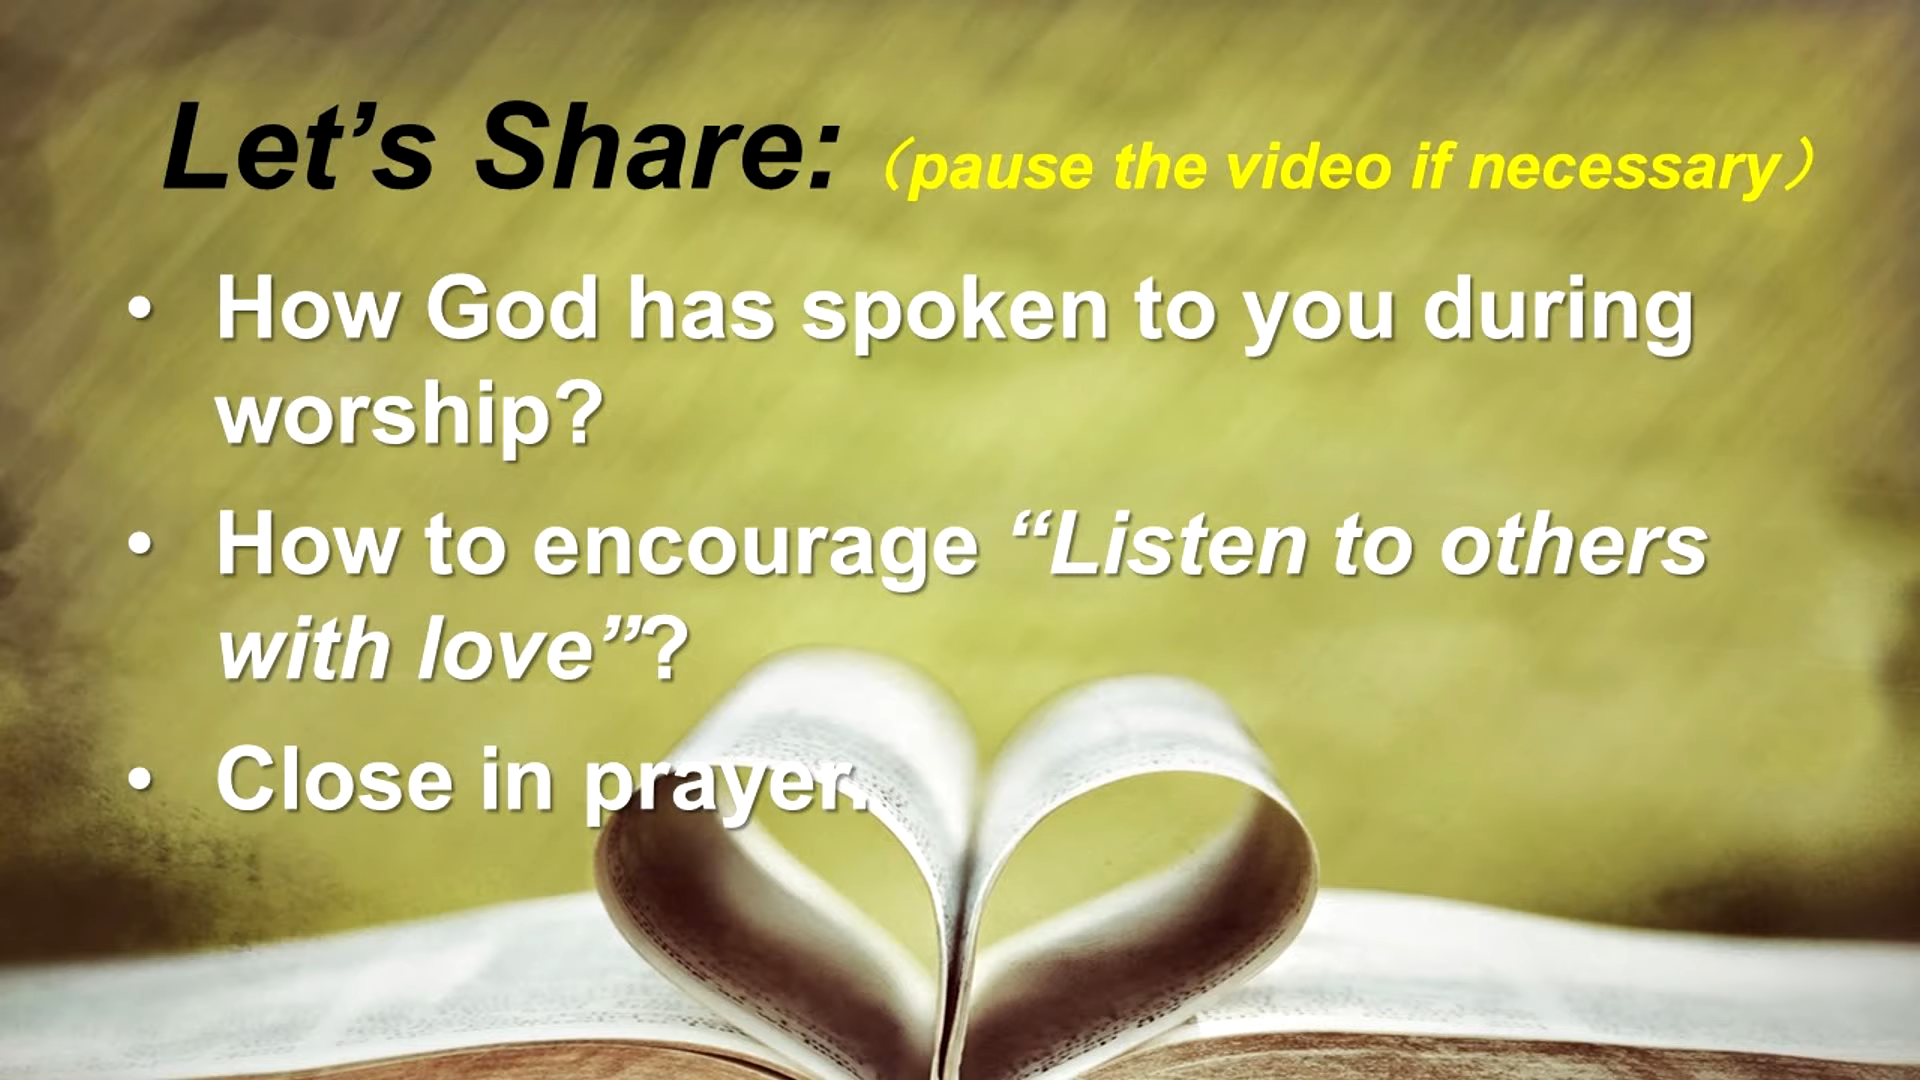 Let’s Share: （pause the video if necessary）
• How God has spoken to you during
worship?
• How to encourage “Listen to others
with love”?
• Close in prayer.